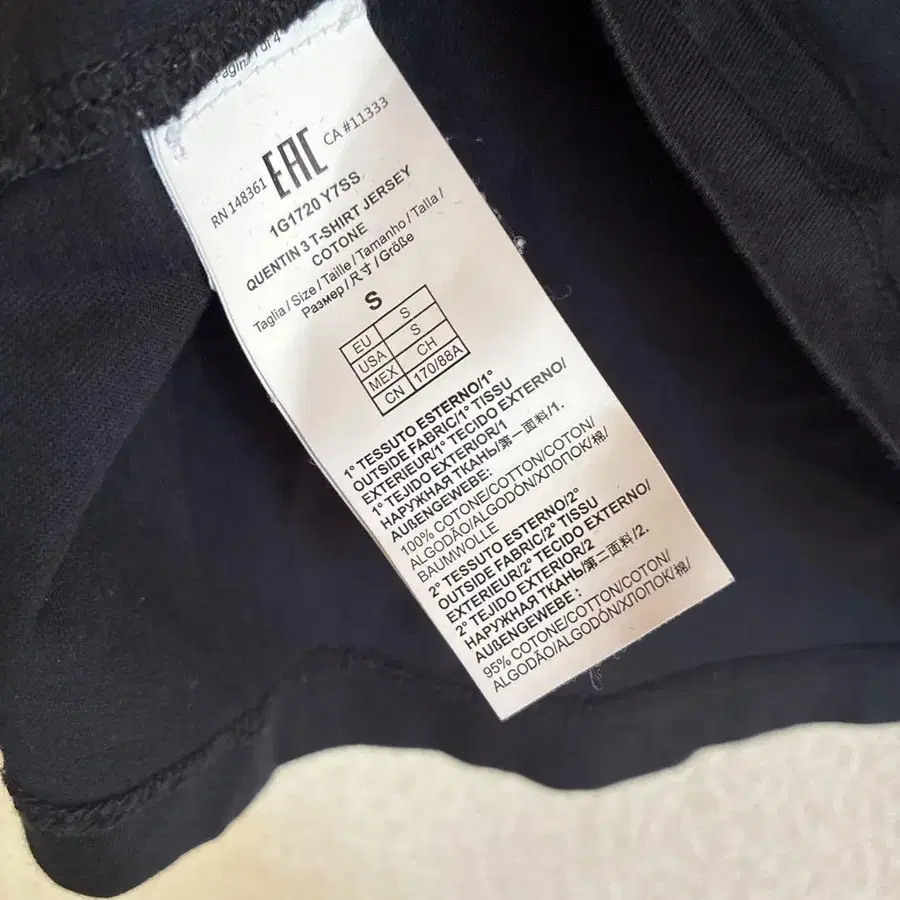 Pagina 1 of 4
RN 148361 EAC CA #11333
1G1720 Y7SS
QUENTIN 3 T-SHIRT JERSEY
COTONE
Taglia / Size / Taille / Tamanho / Talla /
Размер / 尺寸 / Größe
S
EU S
USA S
MEX CH
CN 170/88A
1° TESSUTO ESTERNO/1°
OUTSIDE FABRIC/1° TISSU
EXTERIEUR/1° TECIDO EXTERNO/
1° TEJIDO EXTERIOR/1
НАРУЖНАЯ ТКАНЬ/第一面料/1.
AUßENGEWEBE:
100% COTONE/COTTON/COTON/
ALGODÃO/ALGODÓN/ХЛОПОК/棉/
BAUMWOLLE
2° TESSUTO ESTERNO/2°
OUTSIDE FABRIC/2° TISSU
EXTERIEUR/2° TECIDO EXTERNO/
2° TEJIDO EXTERIOR/2
НАРУЖНАЯ ТКАНЬ/第二面料/2.
AUßENGEWEBE:
95% COTONE/COTTON/COTON/
ALGODÃO/ALGODÓN/ХЛОПОК/棉/